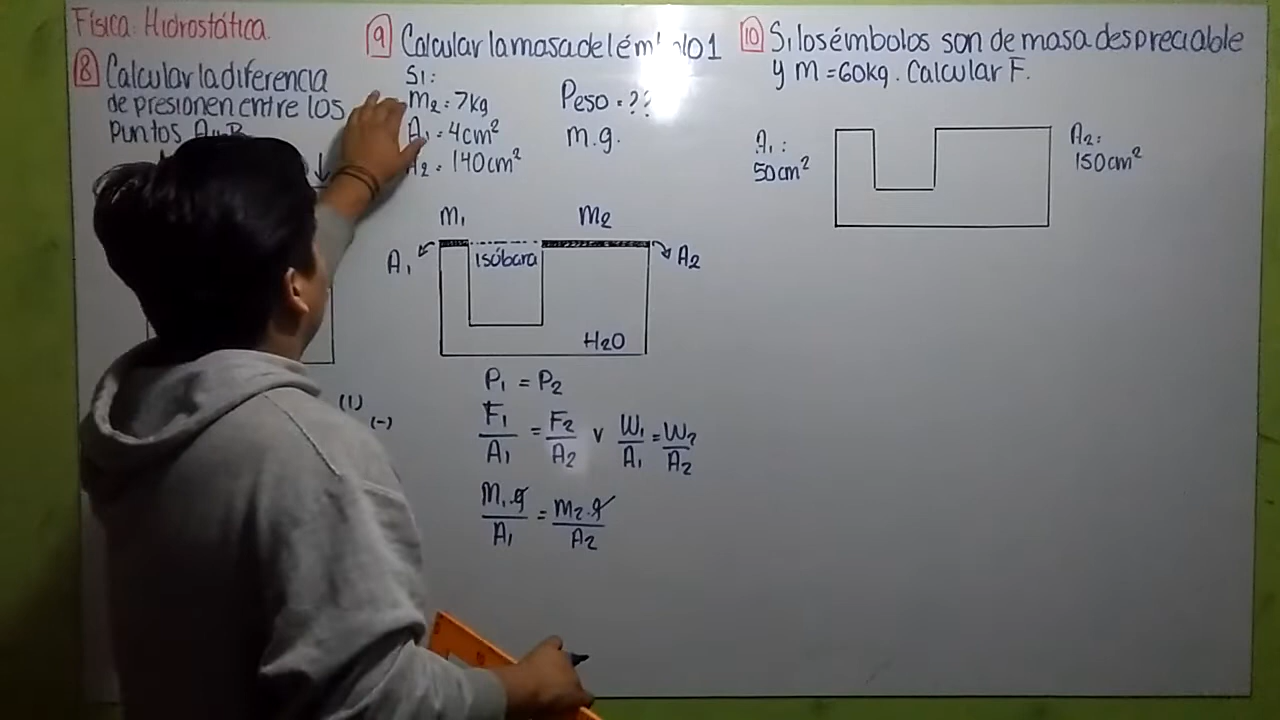 Física: Hidrostática.
8 Calcular la diferencia
de presion en entre los
puntos A y B
(1)
(-)
9 Calcular la masa del émbolo 1
Si:
m2 = 7kg
A1 = 4cm²
A2 = 140cm²
Peso = ??
m.g.
m1 m2
A1 isóbara A2
H2O
P1 = P2
F1/A1 = F2/A2 v W1/A1 = W2/A2
m1.g/A1 = m2.g/A2
10 Si los émbolos son de masa despreciable
y m = 60kg. Calcular F.
A1:
50cm²
A2:
150cm²